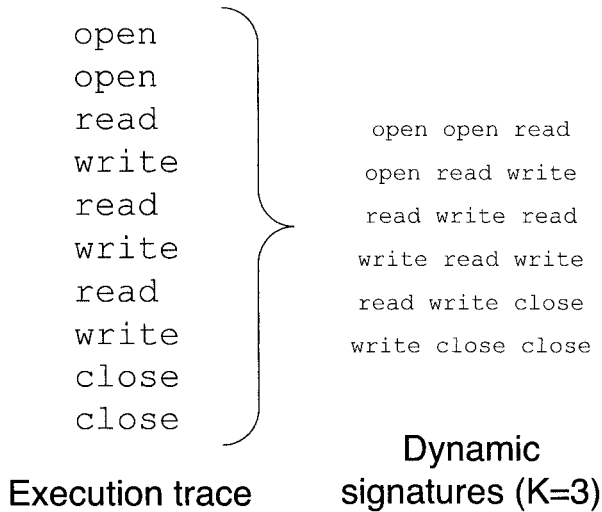 open
open
read
write
read
write
read
write
close
close
Execution trace
open open read
open read write
read write read
write read write
read write close
write close close
Dynamic
signatures (K=3)